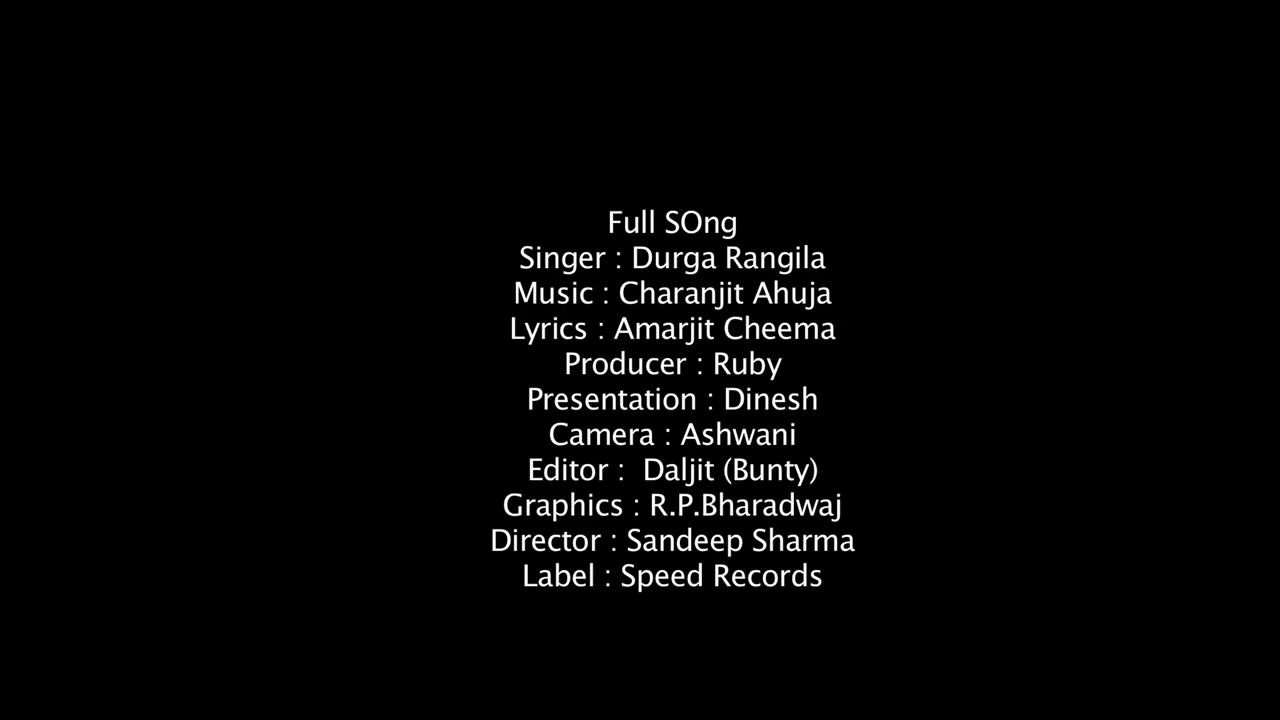 Full SOng
Singer : Durga Rangila
Music : Charanjit Ahuja
Lyrics : Amarjit Cheema
Producer : Ruby
Presentation : Dinesh
Camera : Ashwani
Editor :  Daljit (Bunty)
Graphics : R.P.Bharadwaj
Director : Sandeep Sharma
Label : Speed Records